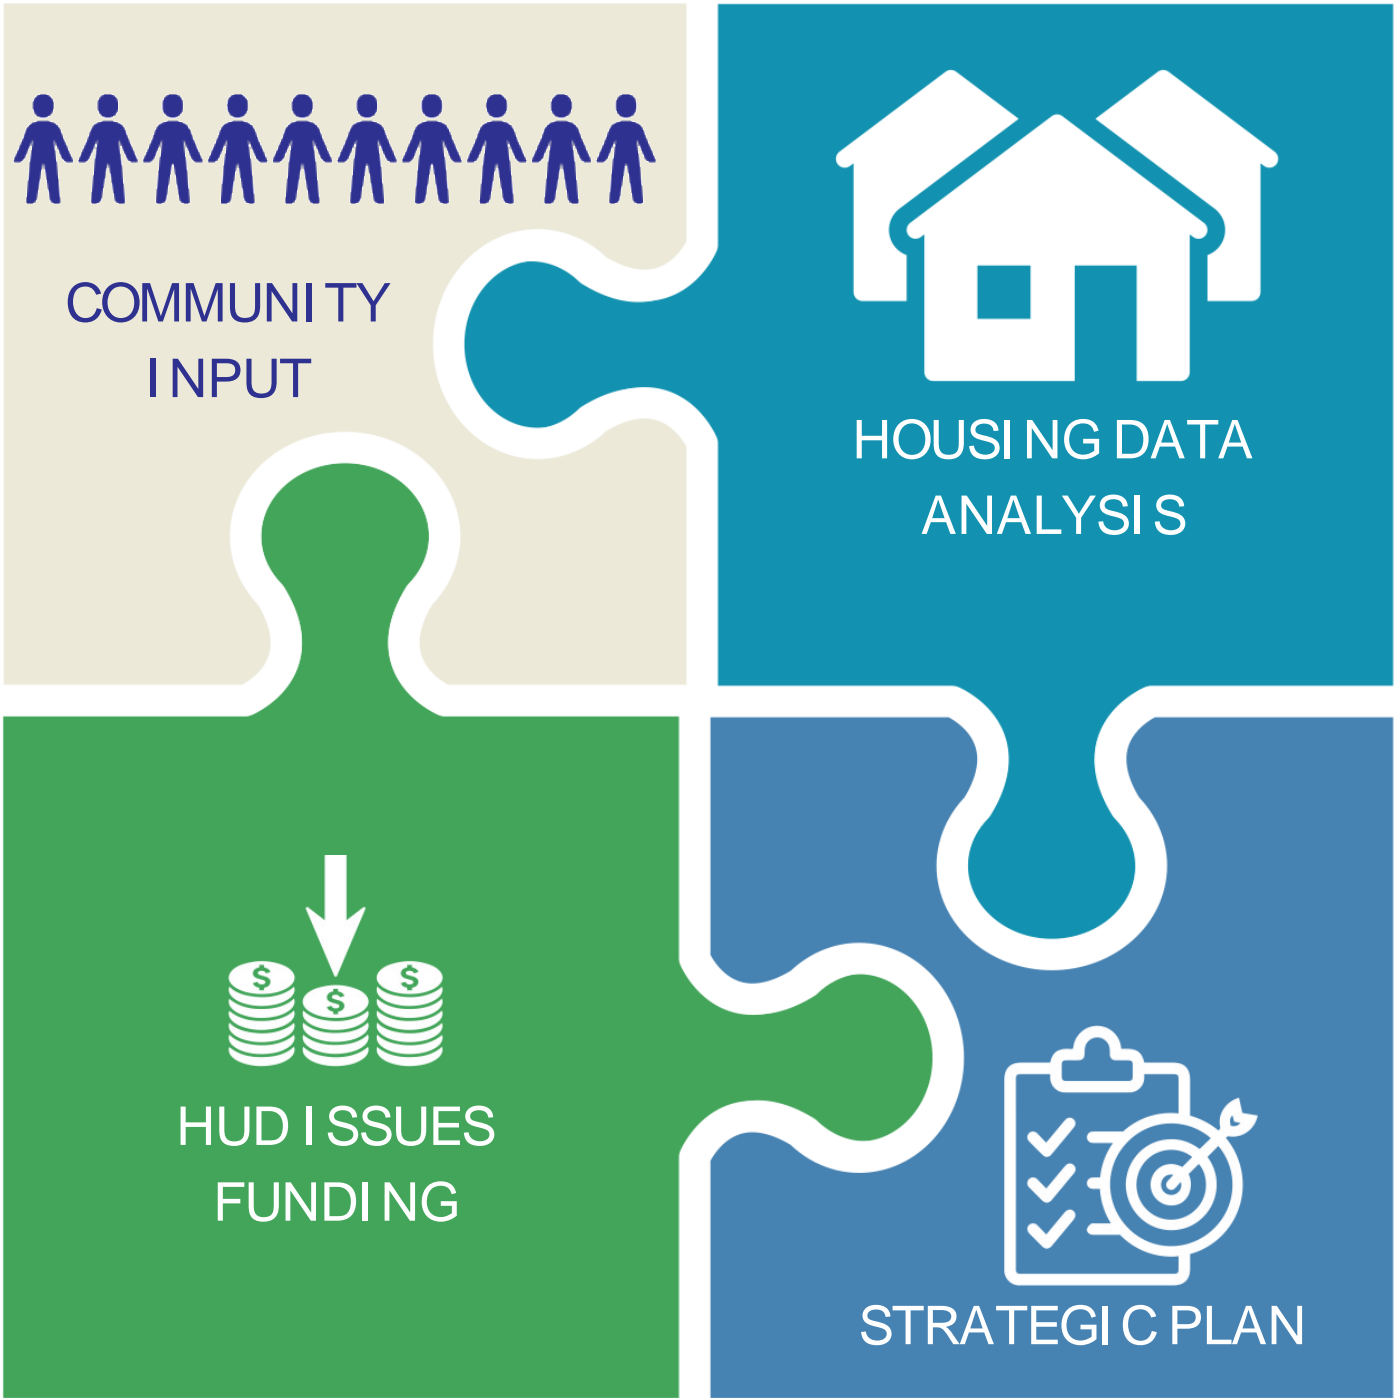 COMMUNITY
INPUT
HOUSING DATA
ANALYSIS
$ $ $
HUD ISSUES
FUNDING
STRATEGIC PLAN